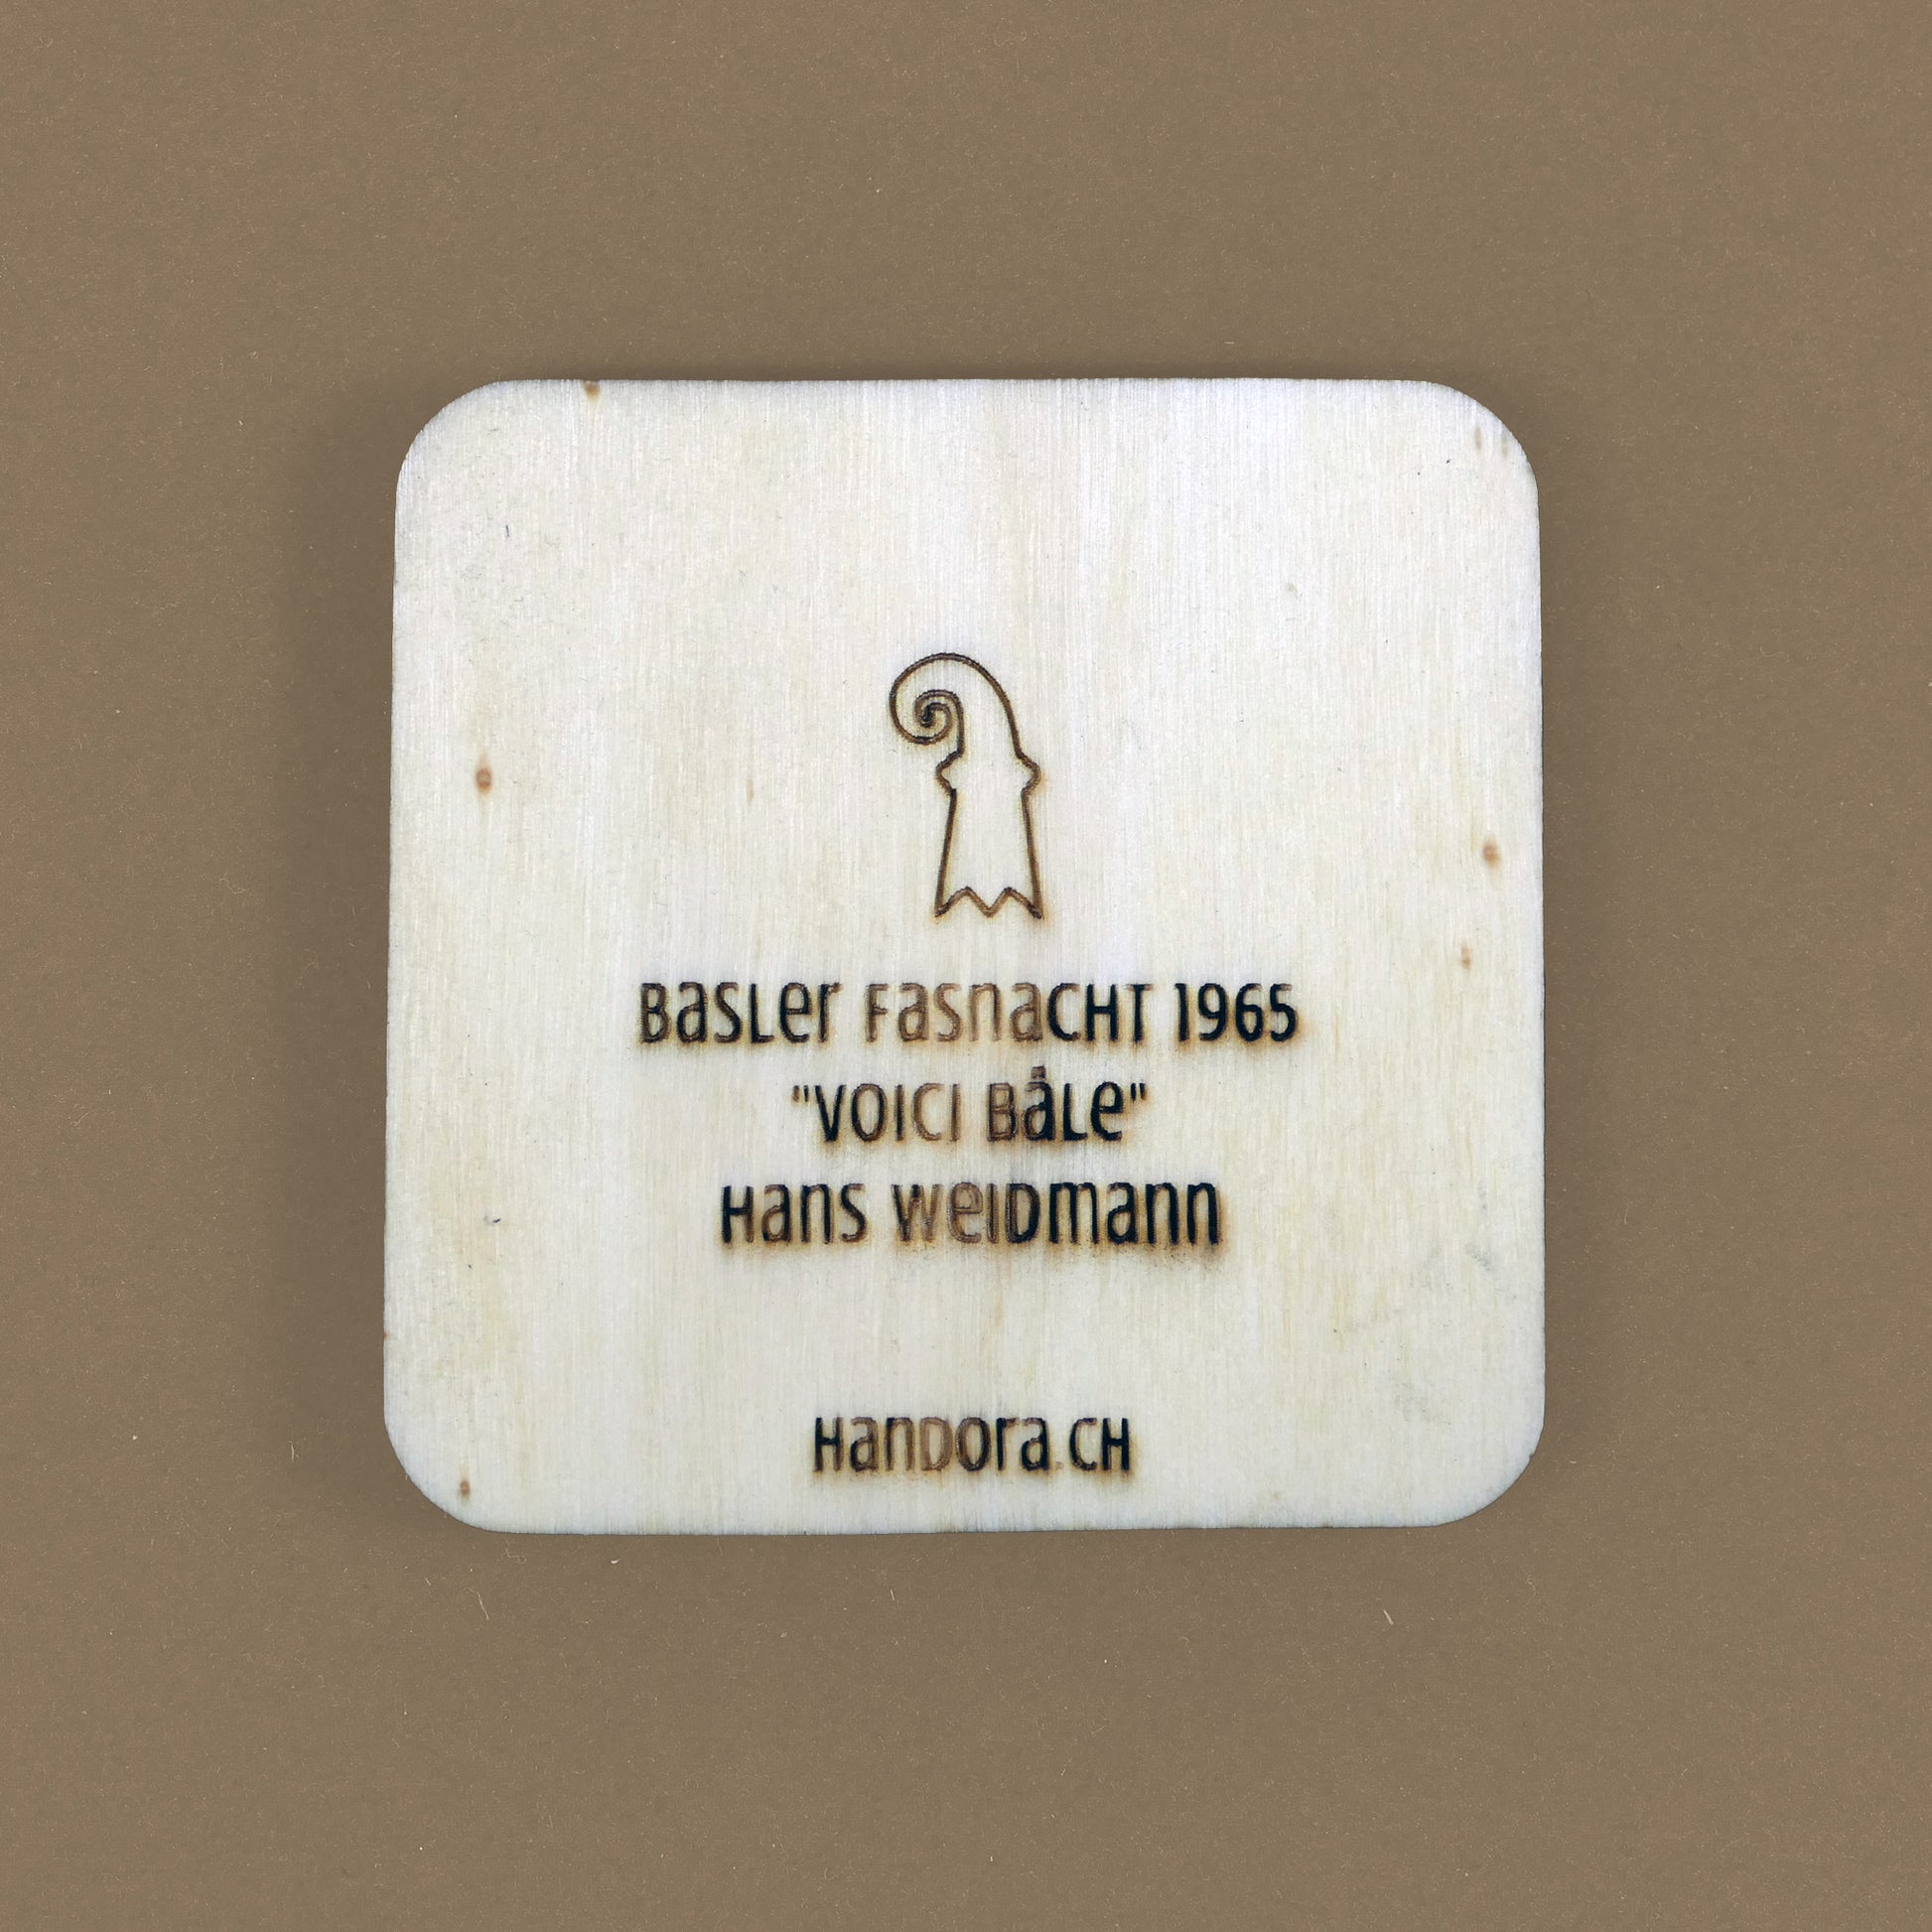 Basler Fasnacht 1965
"Voici Bâle"
Hans Weidmann
Handora.ch